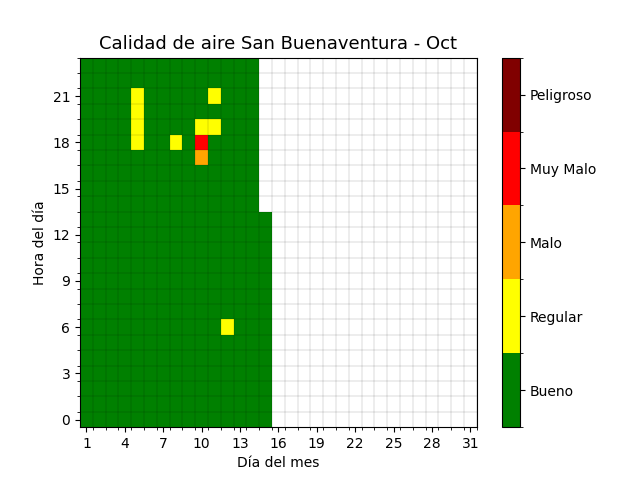 Calidad de aire San Buenaventura - Oct
Hora del día
21
18
15
12
9
6
3
0
1 4 7 10 13 16 19 22 25 28 31
Día del mes
Peligroso
Muy Malo
Malo
Regular
Bueno